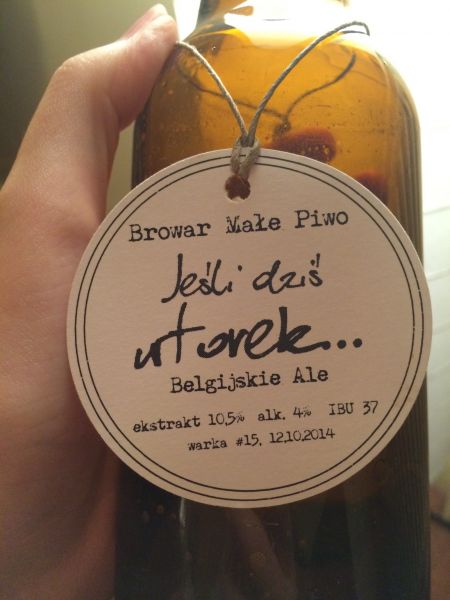 Browar Małe Piwo
Jeśli dziś
wtorek...
Belgijskie Ale
ekstrakt 10,5% alk. 4% IBU 37
warka #15, 12.10.2014